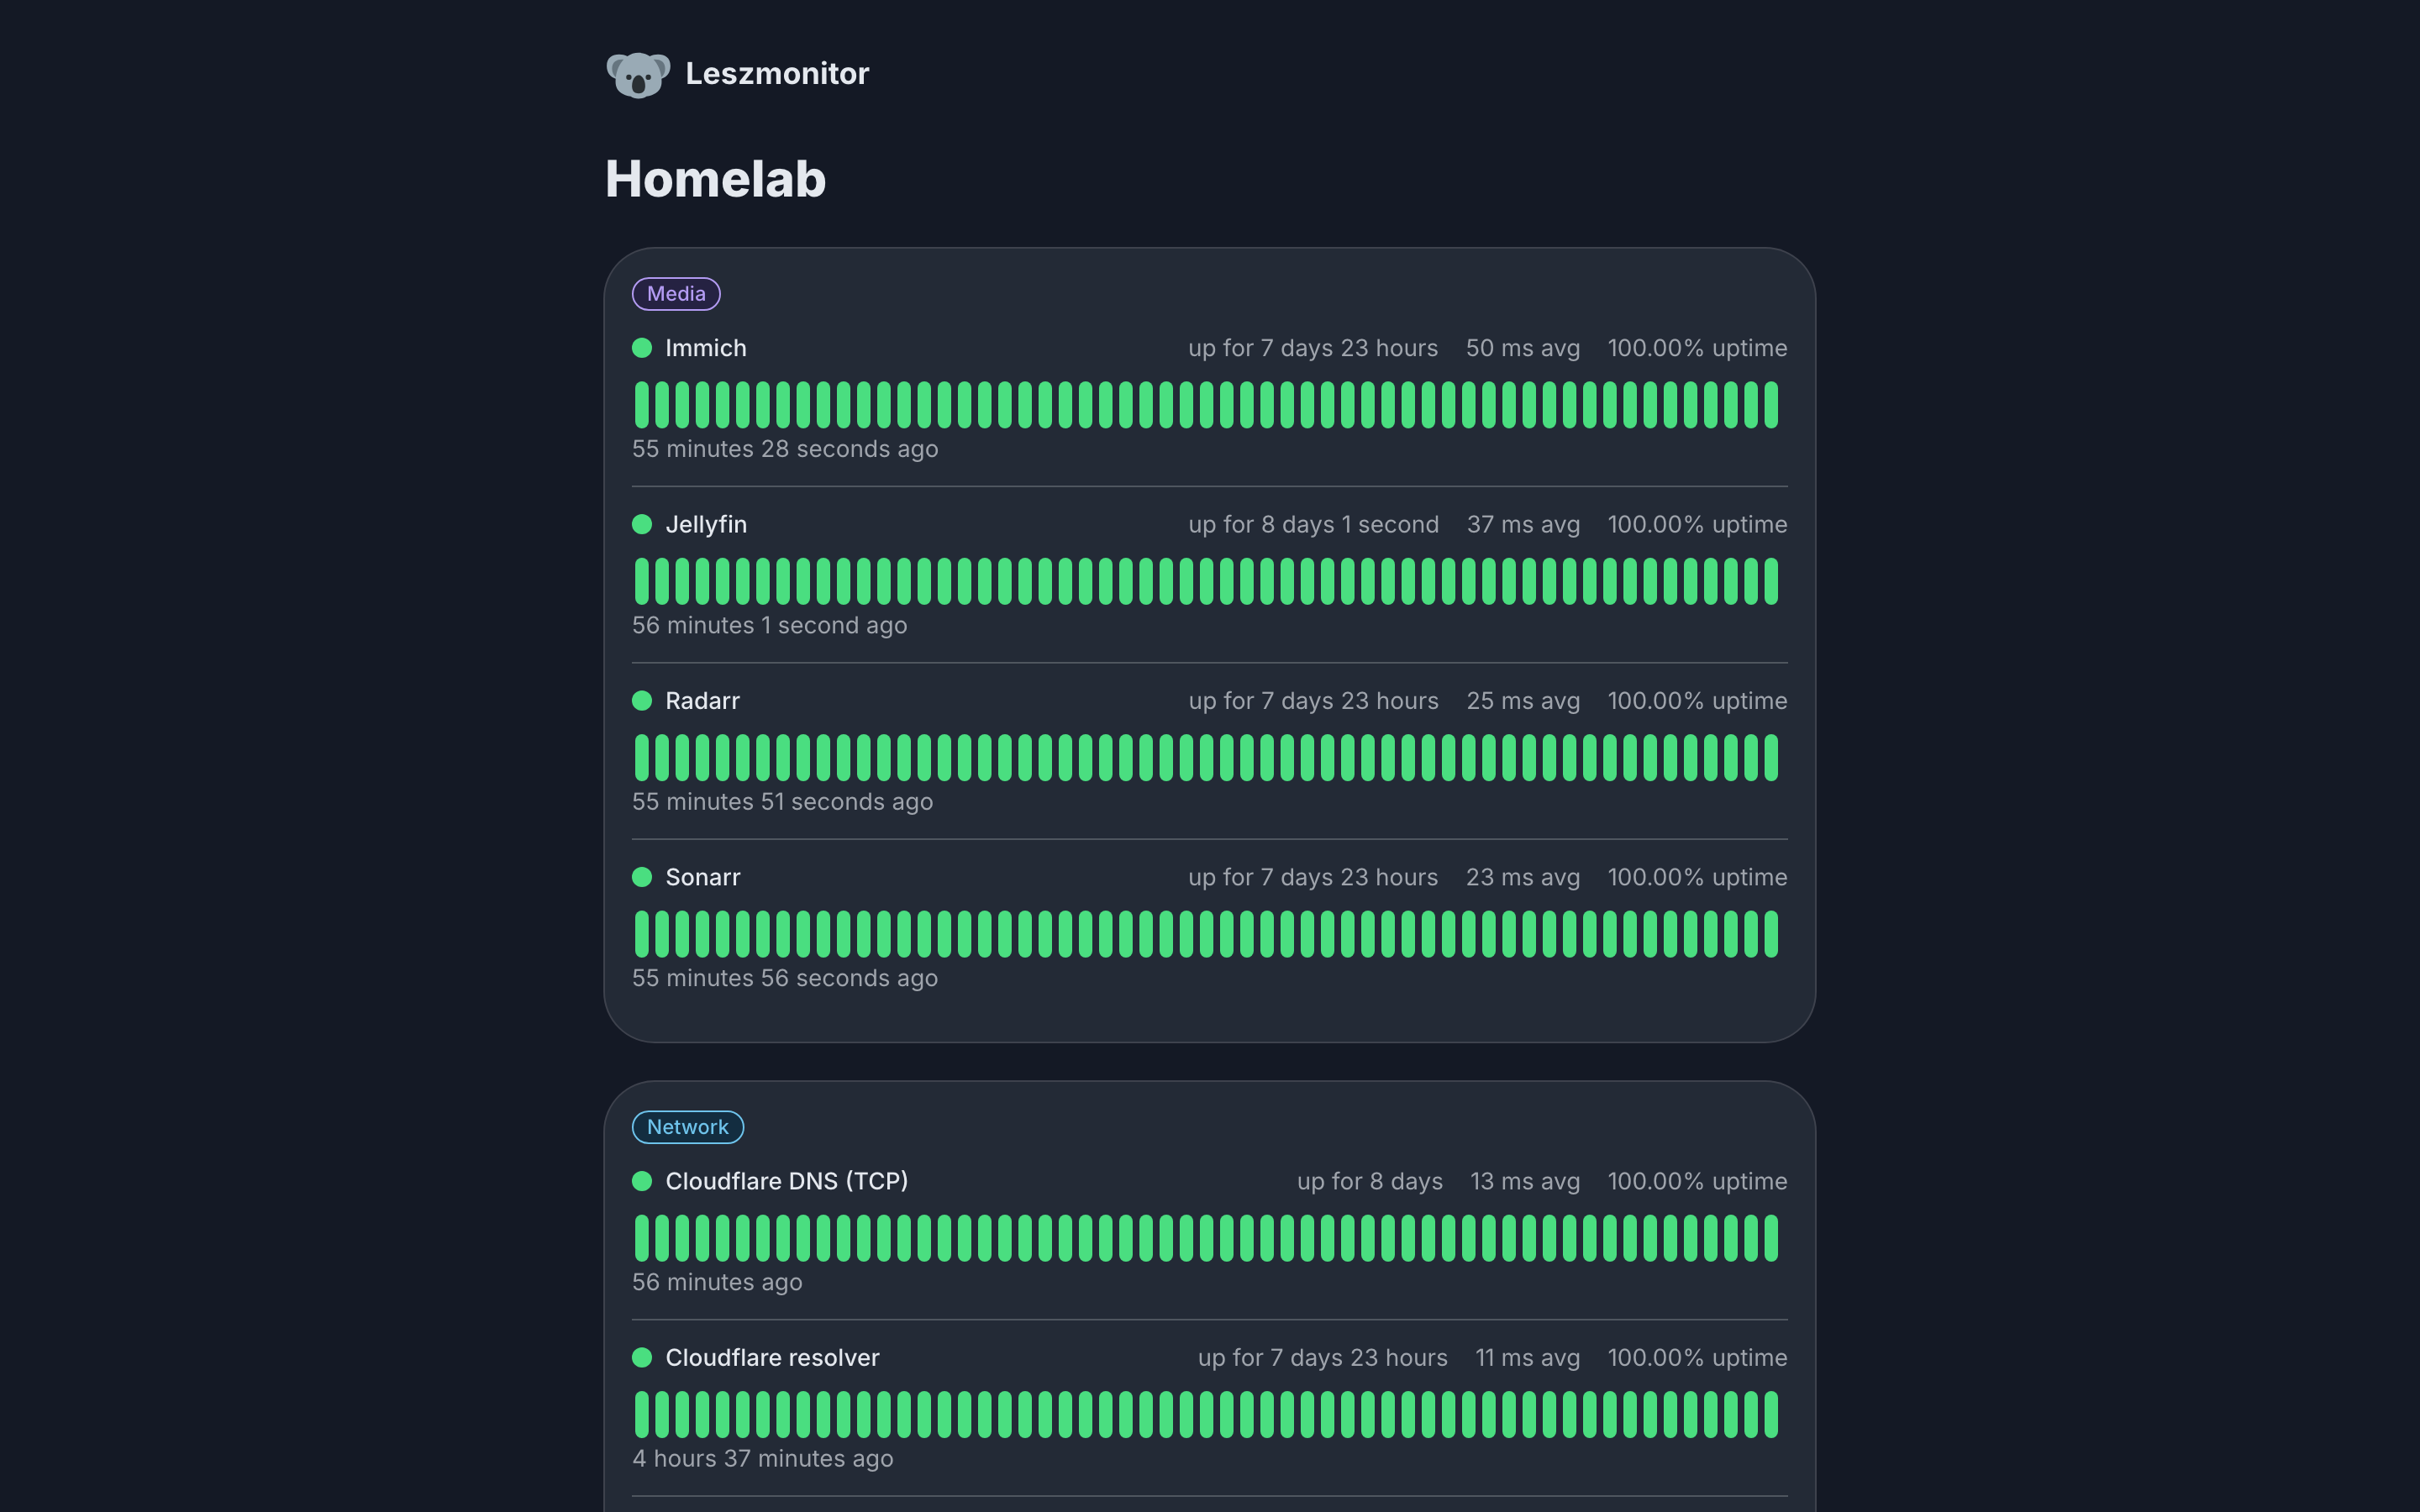 Leszmonitor
Homelab
Media
Immich up for 7 days 23 hours 50 ms avg 100.00% uptime
55 minutes 28 seconds ago
Jellyfin up for 8 days 1 second 37 ms avg 100.00% uptime
56 minutes 1 second ago
Radarr up for 7 days 23 hours 25 ms avg 100.00% uptime
55 minutes 51 seconds ago
Sonarr up for 7 days 23 hours 23 ms avg 100.00% uptime
55 minutes 56 seconds ago
Network
Cloudflare DNS (TCP) up for 8 days 13 ms avg 100.00% uptime
56 minutes ago
Cloudflare resolver up for 7 days 23 hours 11 ms avg 100.00% uptime
4 hours 37 minutes ago